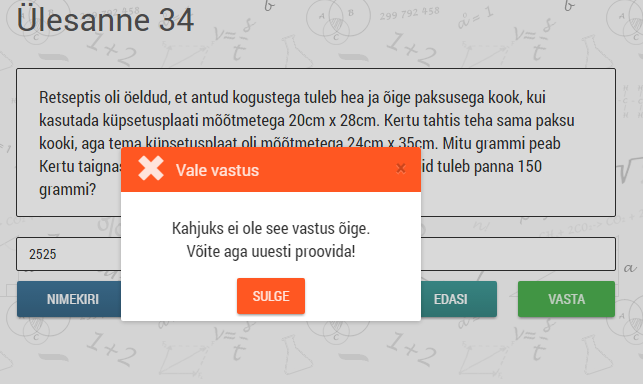 Ülesanne 34
Retseptis oli öeldud, et antud kogustega tuleb hea ja õige paksusega kook, kui
kasutada küpsetusplaati mõõtmetega 20cm x 28cm. Kertu tahtis teha sama paksu
kooki, aga tema küpsetusplaat oli mõõtmetega 24cm x 35cm. Mitu grammi peab
Kertu tuleb panna 150
grammi?
Vale vastus ×
Kahjuks ei ole see vastus õige.
Võite aga uuesti proovida!
SULGE
2525
NIMEKIRI EDASI VASTA